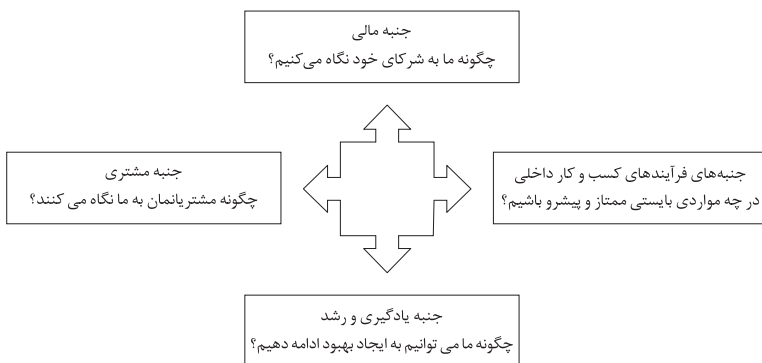 جنبه مالی
چگونه ما به شرکای خود نگاه می‌کنیم؟
جنبه‌های فرآیندهای کسب و کار داخلی
در چه مواردی بایستی ممتاز و پیشرو باشیم؟
جنبه مشتری
چگونه مشتریانمان به ما نگاه می کنند؟
جنبه یادگیری و رشد
چگونه ما می توانیم به ایجاد بهبود ادامه دهیم؟